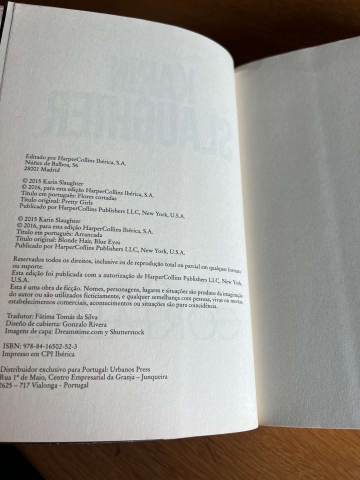 KARIN
SLAUGHTER
Editado por HarperCollins Ibérica, S.A.
Núñez de Balboa, 56
28001 Madrid
© 2015 Karin Slaughter
© 2016, para esta edição HarperCollins Ibérica, S.A.
Título em português: Flores cortadas
Título original: Pretty Girls
Publicado por HarperCollins Publishers LLC, New York, U.S.A.
© 2015 Karin Slaughter
© 2016, para esta edição HarperCollins Ibérica, S.A.
Título em português: Arrancada
Título original: Blonde Hair, Blue Eyes
Publicado por HarperCollins Publishers LLC, New York, U.S.A.
Reservados todos os direitos, inclusive os de reprodução total ou parcial em qualquer formato
ou suporte.
Esta edição foi publicada com a autorização de HarperCollins Publishers LLC, New York,
U.S.A.
Esta é uma obra de ficção. Nomes, personagens, lugares e situações são produto da imaginação
do autor ou são utilizados ficticiamente, e qualquer semelhança com pessoas, vivas ou mortas,
estabelecimentos comerciais, acontecimentos ou situações são pura coincidência.
Tradutor: Fátima Tomás da Silva
Diseño de cubierta: Gonzalo Rivera
Imagens de capa: Dreamstime.com y Shutterstock
ISBN: 978-84-16502-52-3
Impresso em CPI Ibérica
Distribuidor exclusivo para Portugal: Urbanos Press
Rua 1º de Maio, Centro Empresarial da Granja – Junqueira
2625 – 717 Vialonga - Portugal